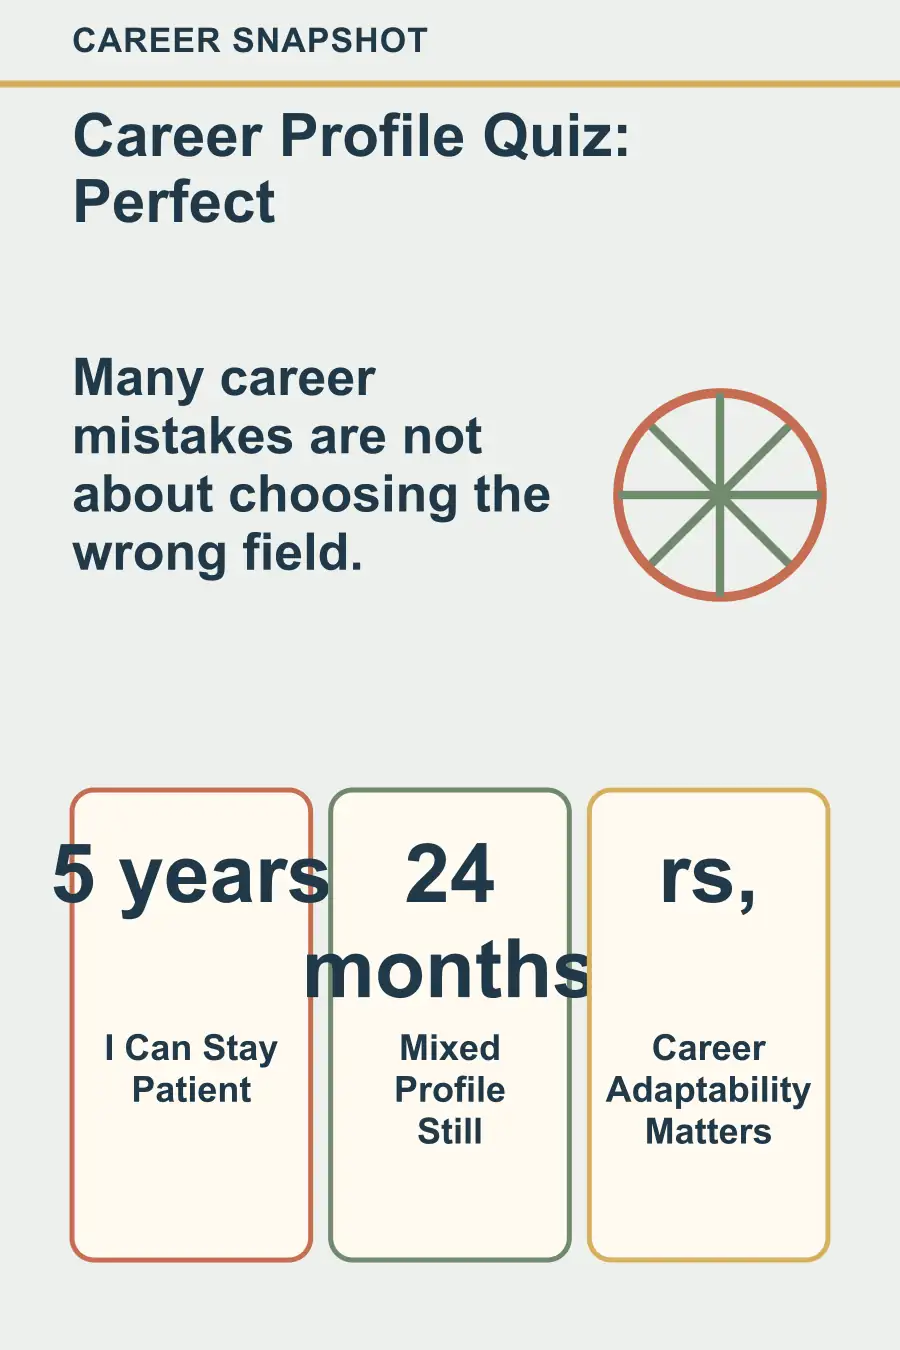 CAREER SNAPSHOT
Career Profile Quiz:
Perfect
Many career
mistakes are not
about choosing the
wrong field.
5 years
I Can Stay
Patient
24
months
Mixed
Profile
Still
rs,
Career
Adaptability
Matters